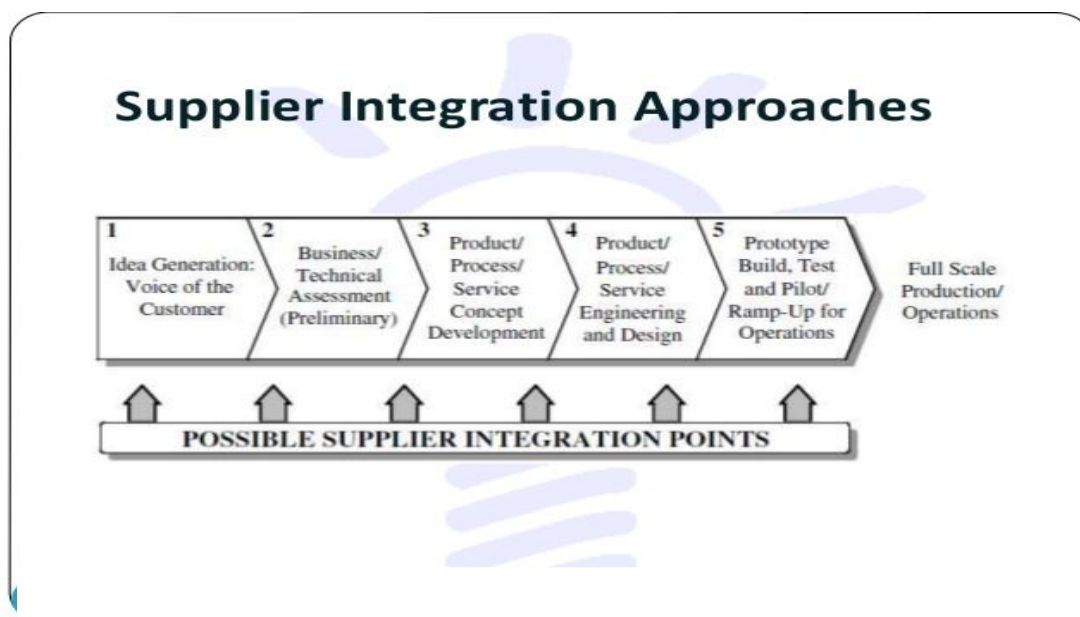 Supplier Integration Approaches
1
Idea Generation:
Voice of the
Customer
2
Business/
Technical
Assessment
(Preliminary)
3
Product/
Process/
Service
Concept
Development
4
Product/
Process/
Service
Engineering
and Design
5
Prototype
Build, Test
and Pilot/
Ramp-Up for
Operations
Full Scale
Production/
Operations
POSSIBLE SUPPLIER INTEGRATION POINTS